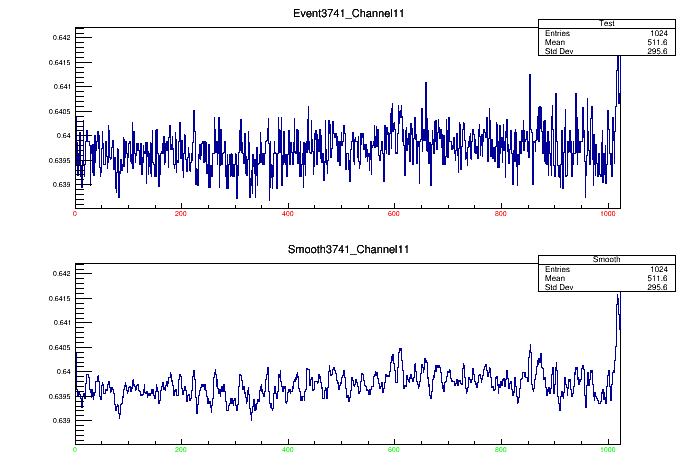 Event3741_Channel11
Test
Entries 1024
Mean 511.6
Std Dev 295.6
0.642
0.6415
0.641
0.6405
0.64
0.6395
0.639
0 200 400 600 800 1000
Smooth3741_Channel11
Smooth
Entries 1024
Mean 511.6
Std Dev 295.6
0.642
0.6415
0.641
0.6405
0.64
0.6395
0.639
0 200 400 600 800 1000